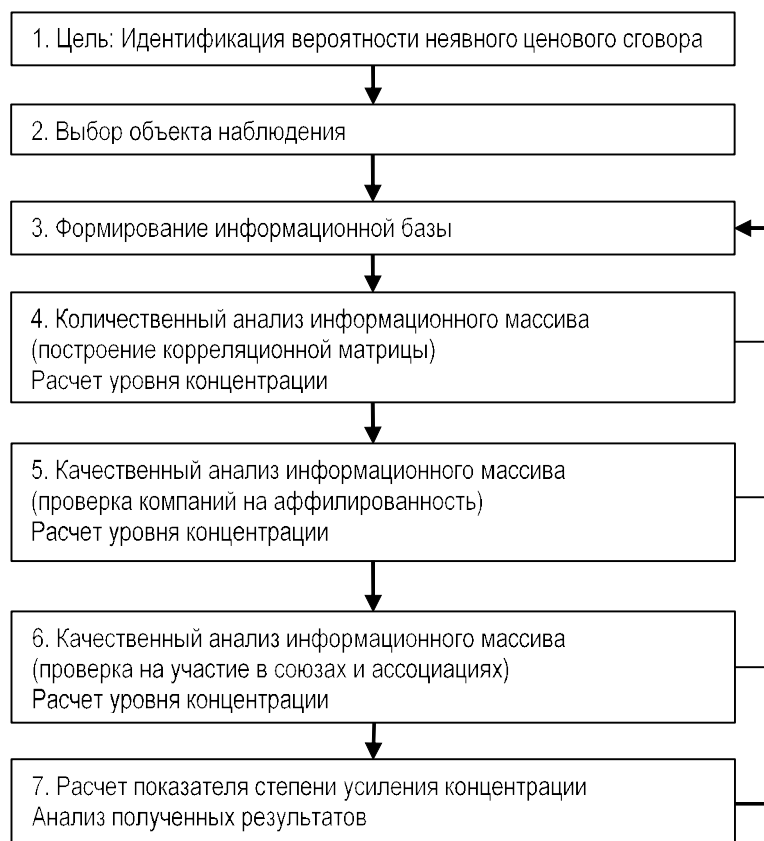 1. Цель: Идентификация вероятности неявного ценового сговора
2. Выбор объекта наблюдения
3. Формирование информационной базы
4. Количественный анализ информационного массива
(построение корреляционной матрицы)
Расчет уровня концентрации
5. Качественный анализ информационного массива
(проверка компаний на аффилированность)
Расчет уровня концентрации
6. Качественный анализ информационного массива
(проверка на участие в союзах и ассоциациях)
Расчет уровня концентрации
7. Расчет показателя степени усиления концентрации
Анализ полученных результатов